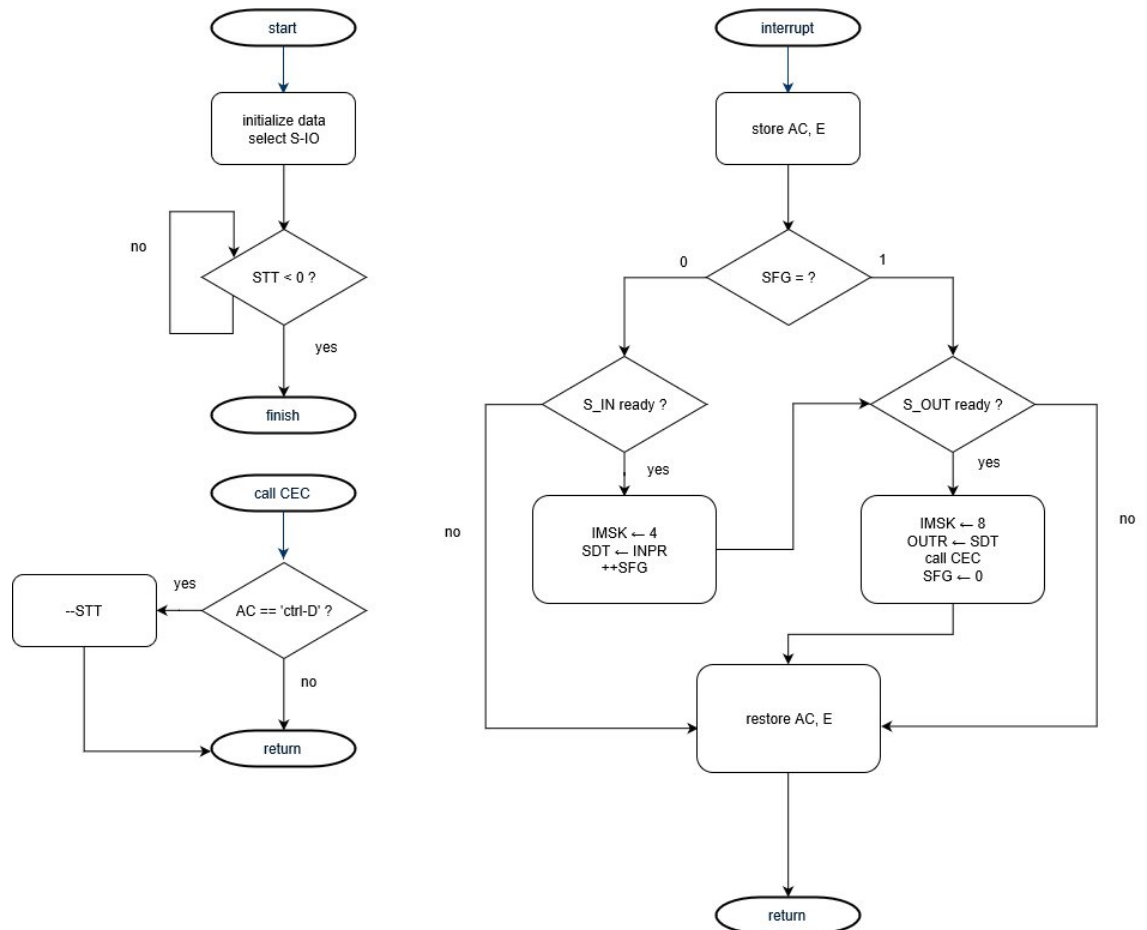 start
initialize data
select S-IO
no
STT < 0 ?
yes
finish
call CEC
yes
--STT
AC == 'ctrl-D' ?
no
return
interrupt
store AC, E
0
SFG = ?
1
S_IN ready ?
S_OUT ready ?
yes
yes
no
IMSK ← 4
SDT ← INPR
++SFG
IMSK ← 8
OUTR ← SDT
call CEC
SFG ← 0
no
restore AC, E
return